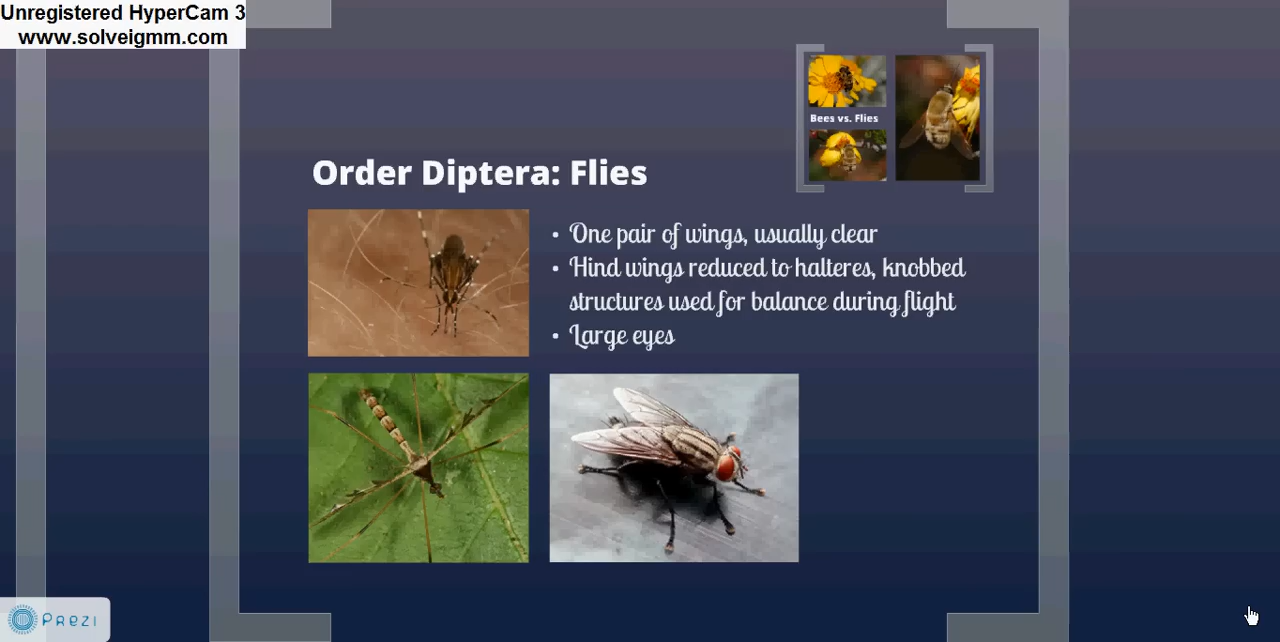 Unregistered HyperCam 3
www.solveigmm.com
Bees vs. Flies
Order Diptera: Flies
• One pair of wings, usually clear
• Hind wings reduced to halteres, knobbed
structures used for balance during flight
• Large eyes
PREZI